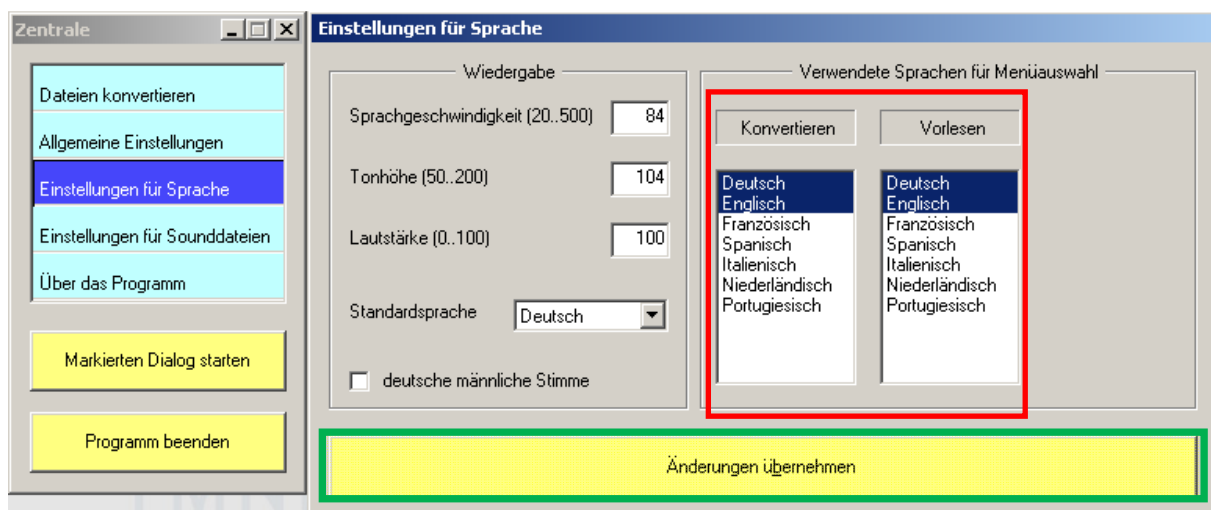 Zentrale
Dateien konvertieren
Allgemeine Einstellungen
Einstellungen für Sprache
Einstellungen für Sounddateien
Über das Programm
Markierten Dialog starten
Programm beenden
Einstellungen für Sprache
Wiedergabe
Sprachgeschwindigkeit (20..500) 84
Tonhöhe (50..200) 104
Lautstärke (0..100) 100
Standardsprache Deutsch
deutsche männliche Stimme
Verwendete Sprachen für Menüauswahl
Konvertieren
Deutsch
Englisch
Französisch
Spanisch
Italienisch
Niederländisch
Portugiesisch
Vorlesen
Deutsch
Englisch
Französisch
Spanisch
Italienisch
Niederländisch
Portugiesisch
Änderungen übernehmen